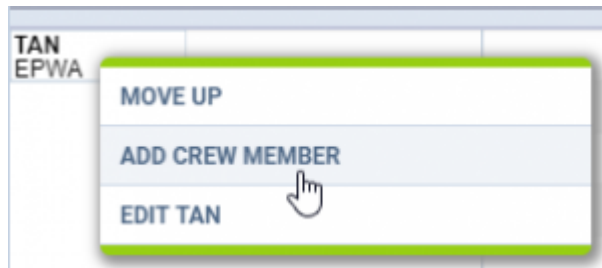 TAN
EPWA
MOVE UP
ADD CREW MEMBER
EDIT TAN